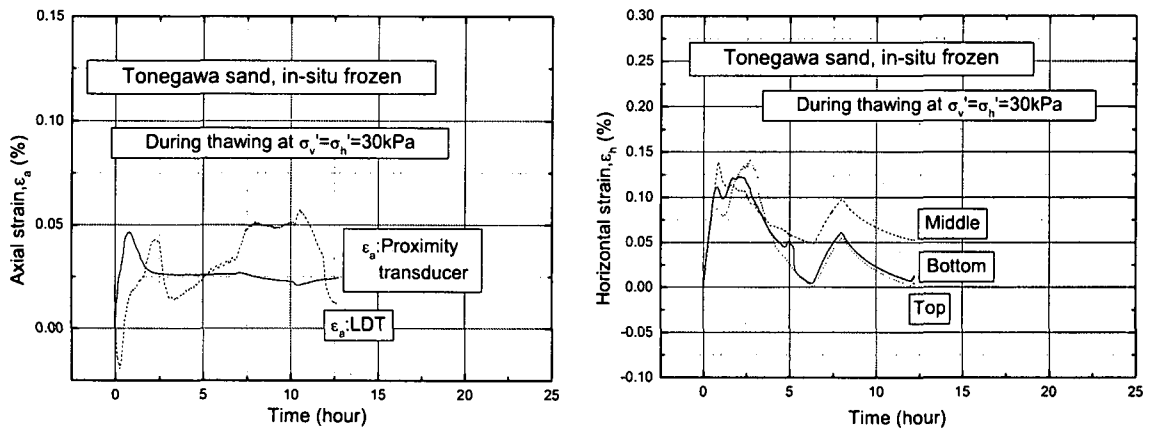 0.15
0.10
0.05
0.00
Axial strain,εa (%)
Tonegawa sand, in-situ frozen
During thawing at σv'=σh'=30kPa
εa:Proximity
transducer
εa:LDT
0 5 10 15 20 25
Time (hour)
0.30
0.25
0.20
0.15
0.10
0.05
0.00
-0.05
-0.10
Horizontal strain,εh (%)
Tonegawa sand, in-situ frozen
During thawing at σv'=σh'=30kPa
Middle
Bottom
Top
0 5 10 15 20 25
Time (hour)